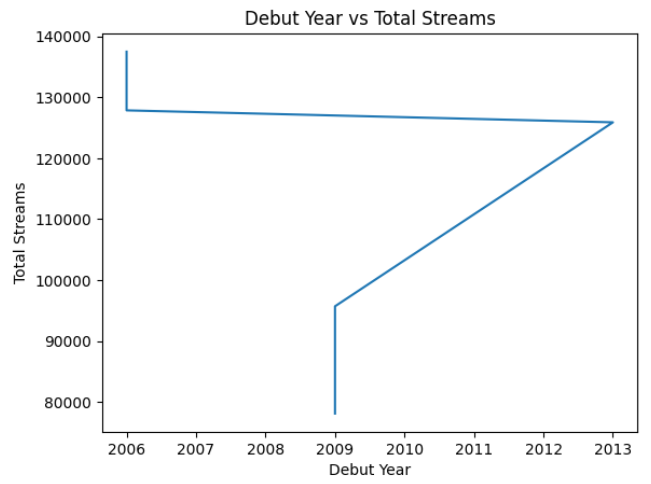 Debut Year vs Total Streams
140000
130000
120000
110000
100000
90000
80000
Total Streams
2006 2007 2008 2009 2010 2011 2012 2013
Debut Year